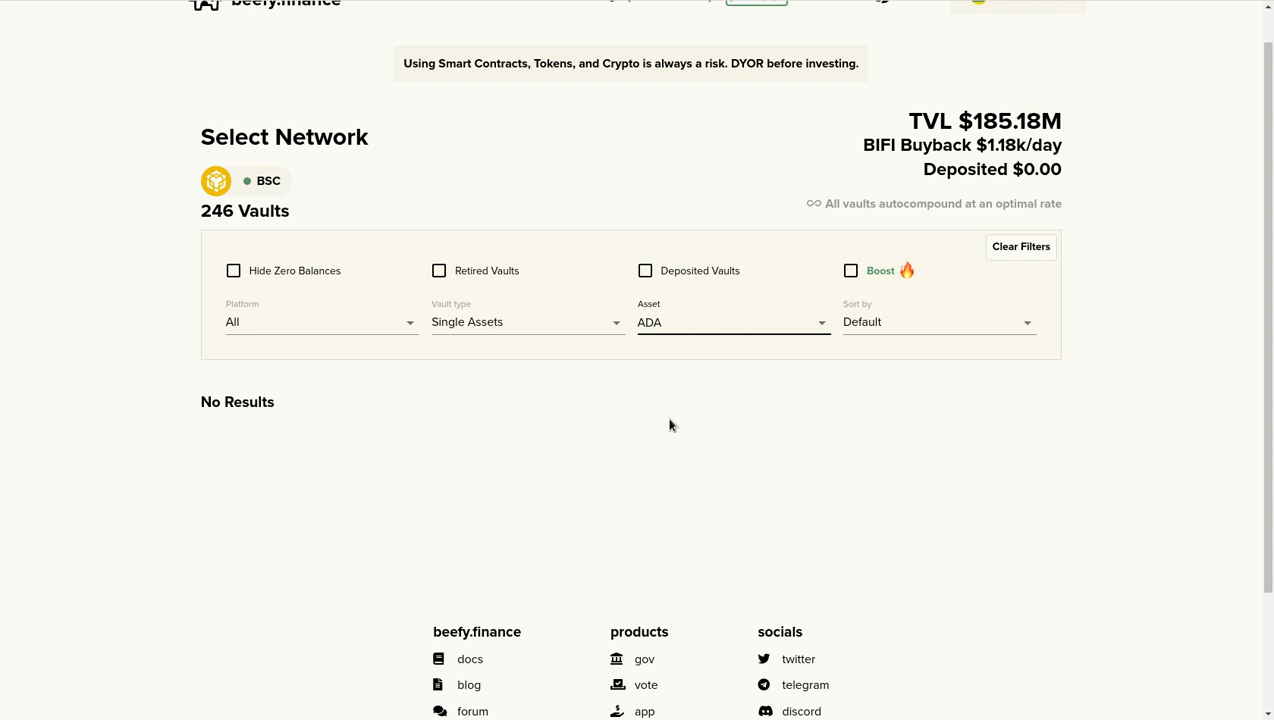 beefy.finance
Using Smart Contracts, Tokens, and Crypto is always a risk. DYOR before investing.
Select Network
TVL $185.18M
BIFI Buyback $1.18k/day
Deposited $0.00
BSC
246 Vaults
All vaults autocompound at an optimal rate
Clear Filters
Hide Zero Balances
Retired Vaults
Deposited Vaults
Boost 🔥
Platform
Vault type
Asset
Sort by
All
Single Assets
ADA
Default
No Results
beefy.finance
products
socials
docs
gov
twitter
blog
vote
telegram
forum
app
discord